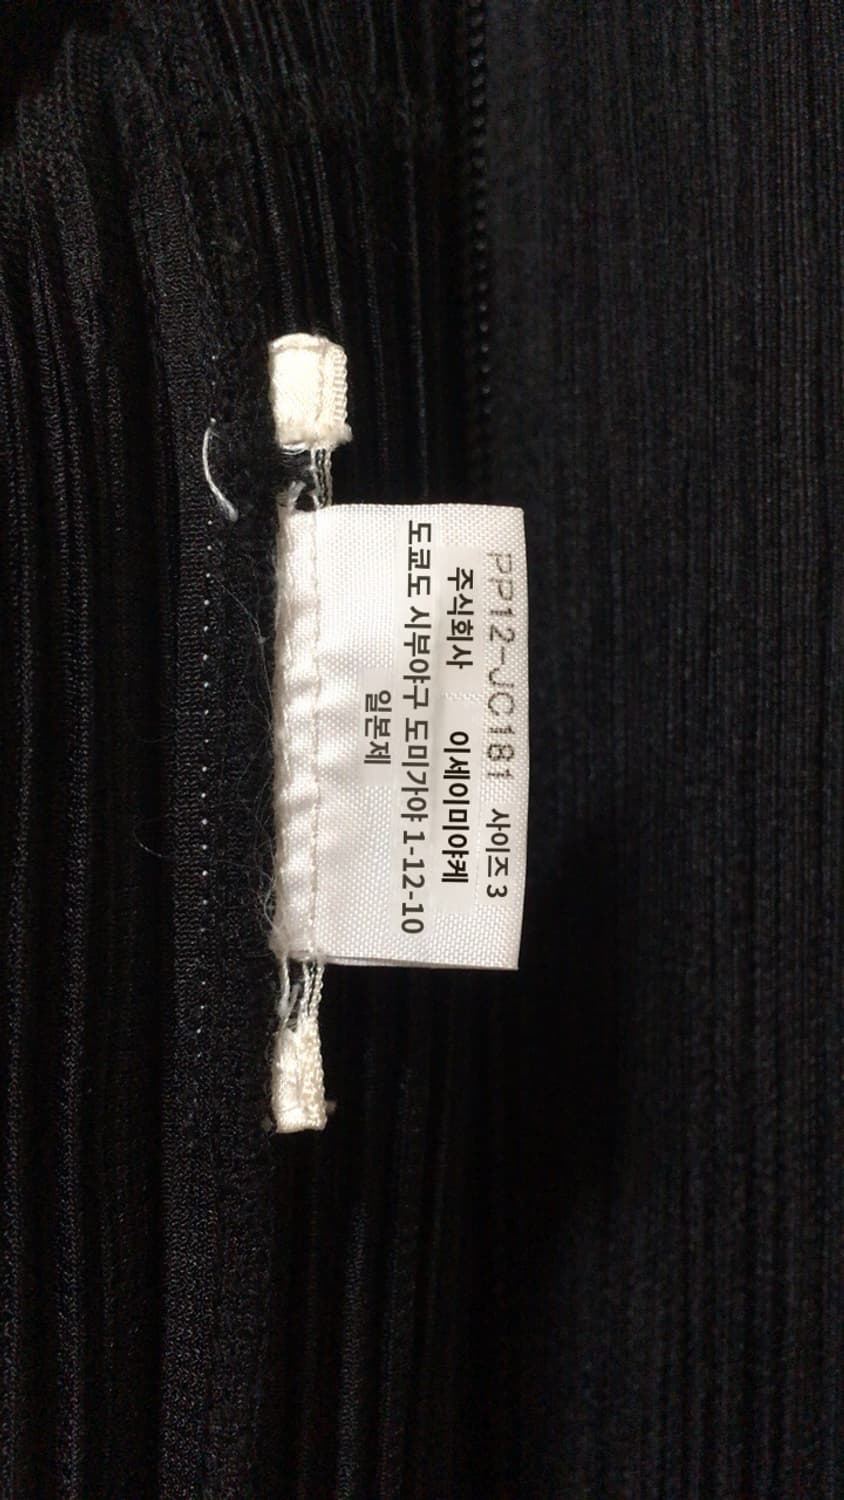 PP12-JC181 사이즈 3
주식회사 이세이미야케
도쿄도 시부야구 도미가야 1-12-10
일본제